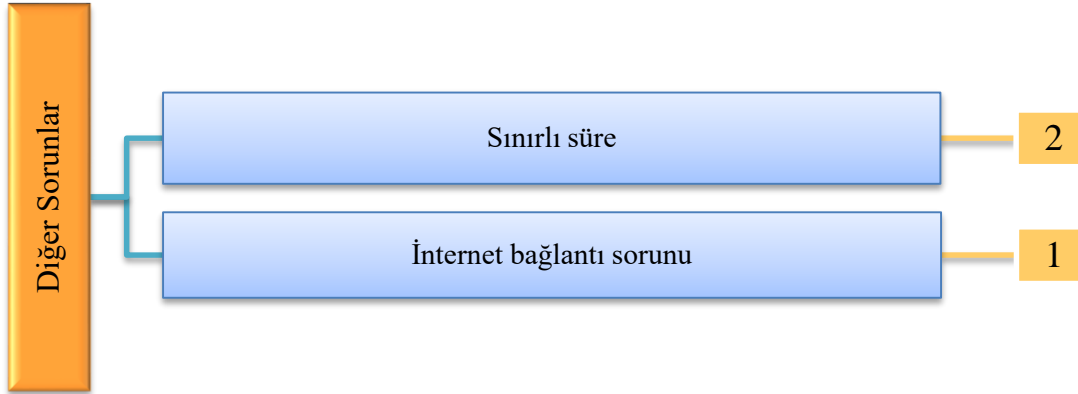 Diğer Sorunlar
Sınırlı süre
2
İnternet bağlantı sorunu
1